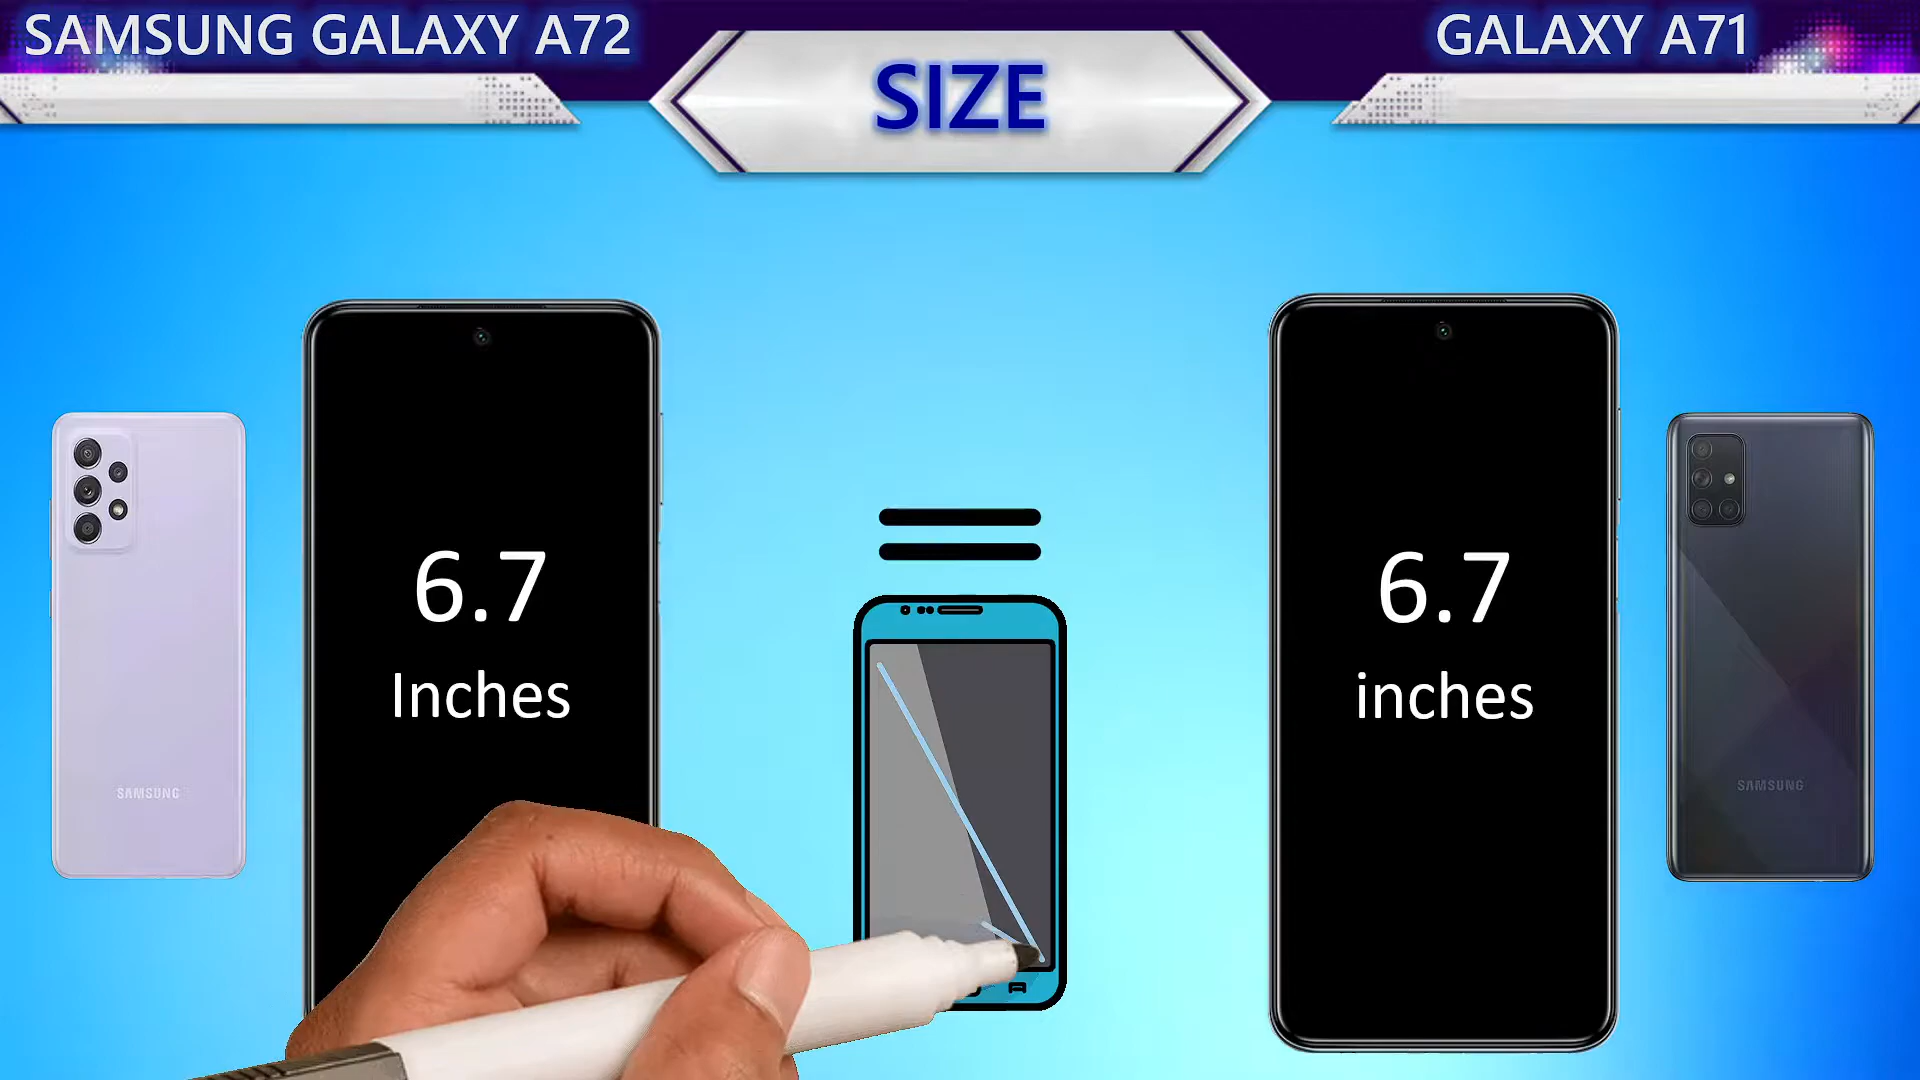 SAMSUNG GALAXY A72
SIZE
GALAXY A71
6.7
Inches
6.7
inches
SAMSUNG
SAMSUNG